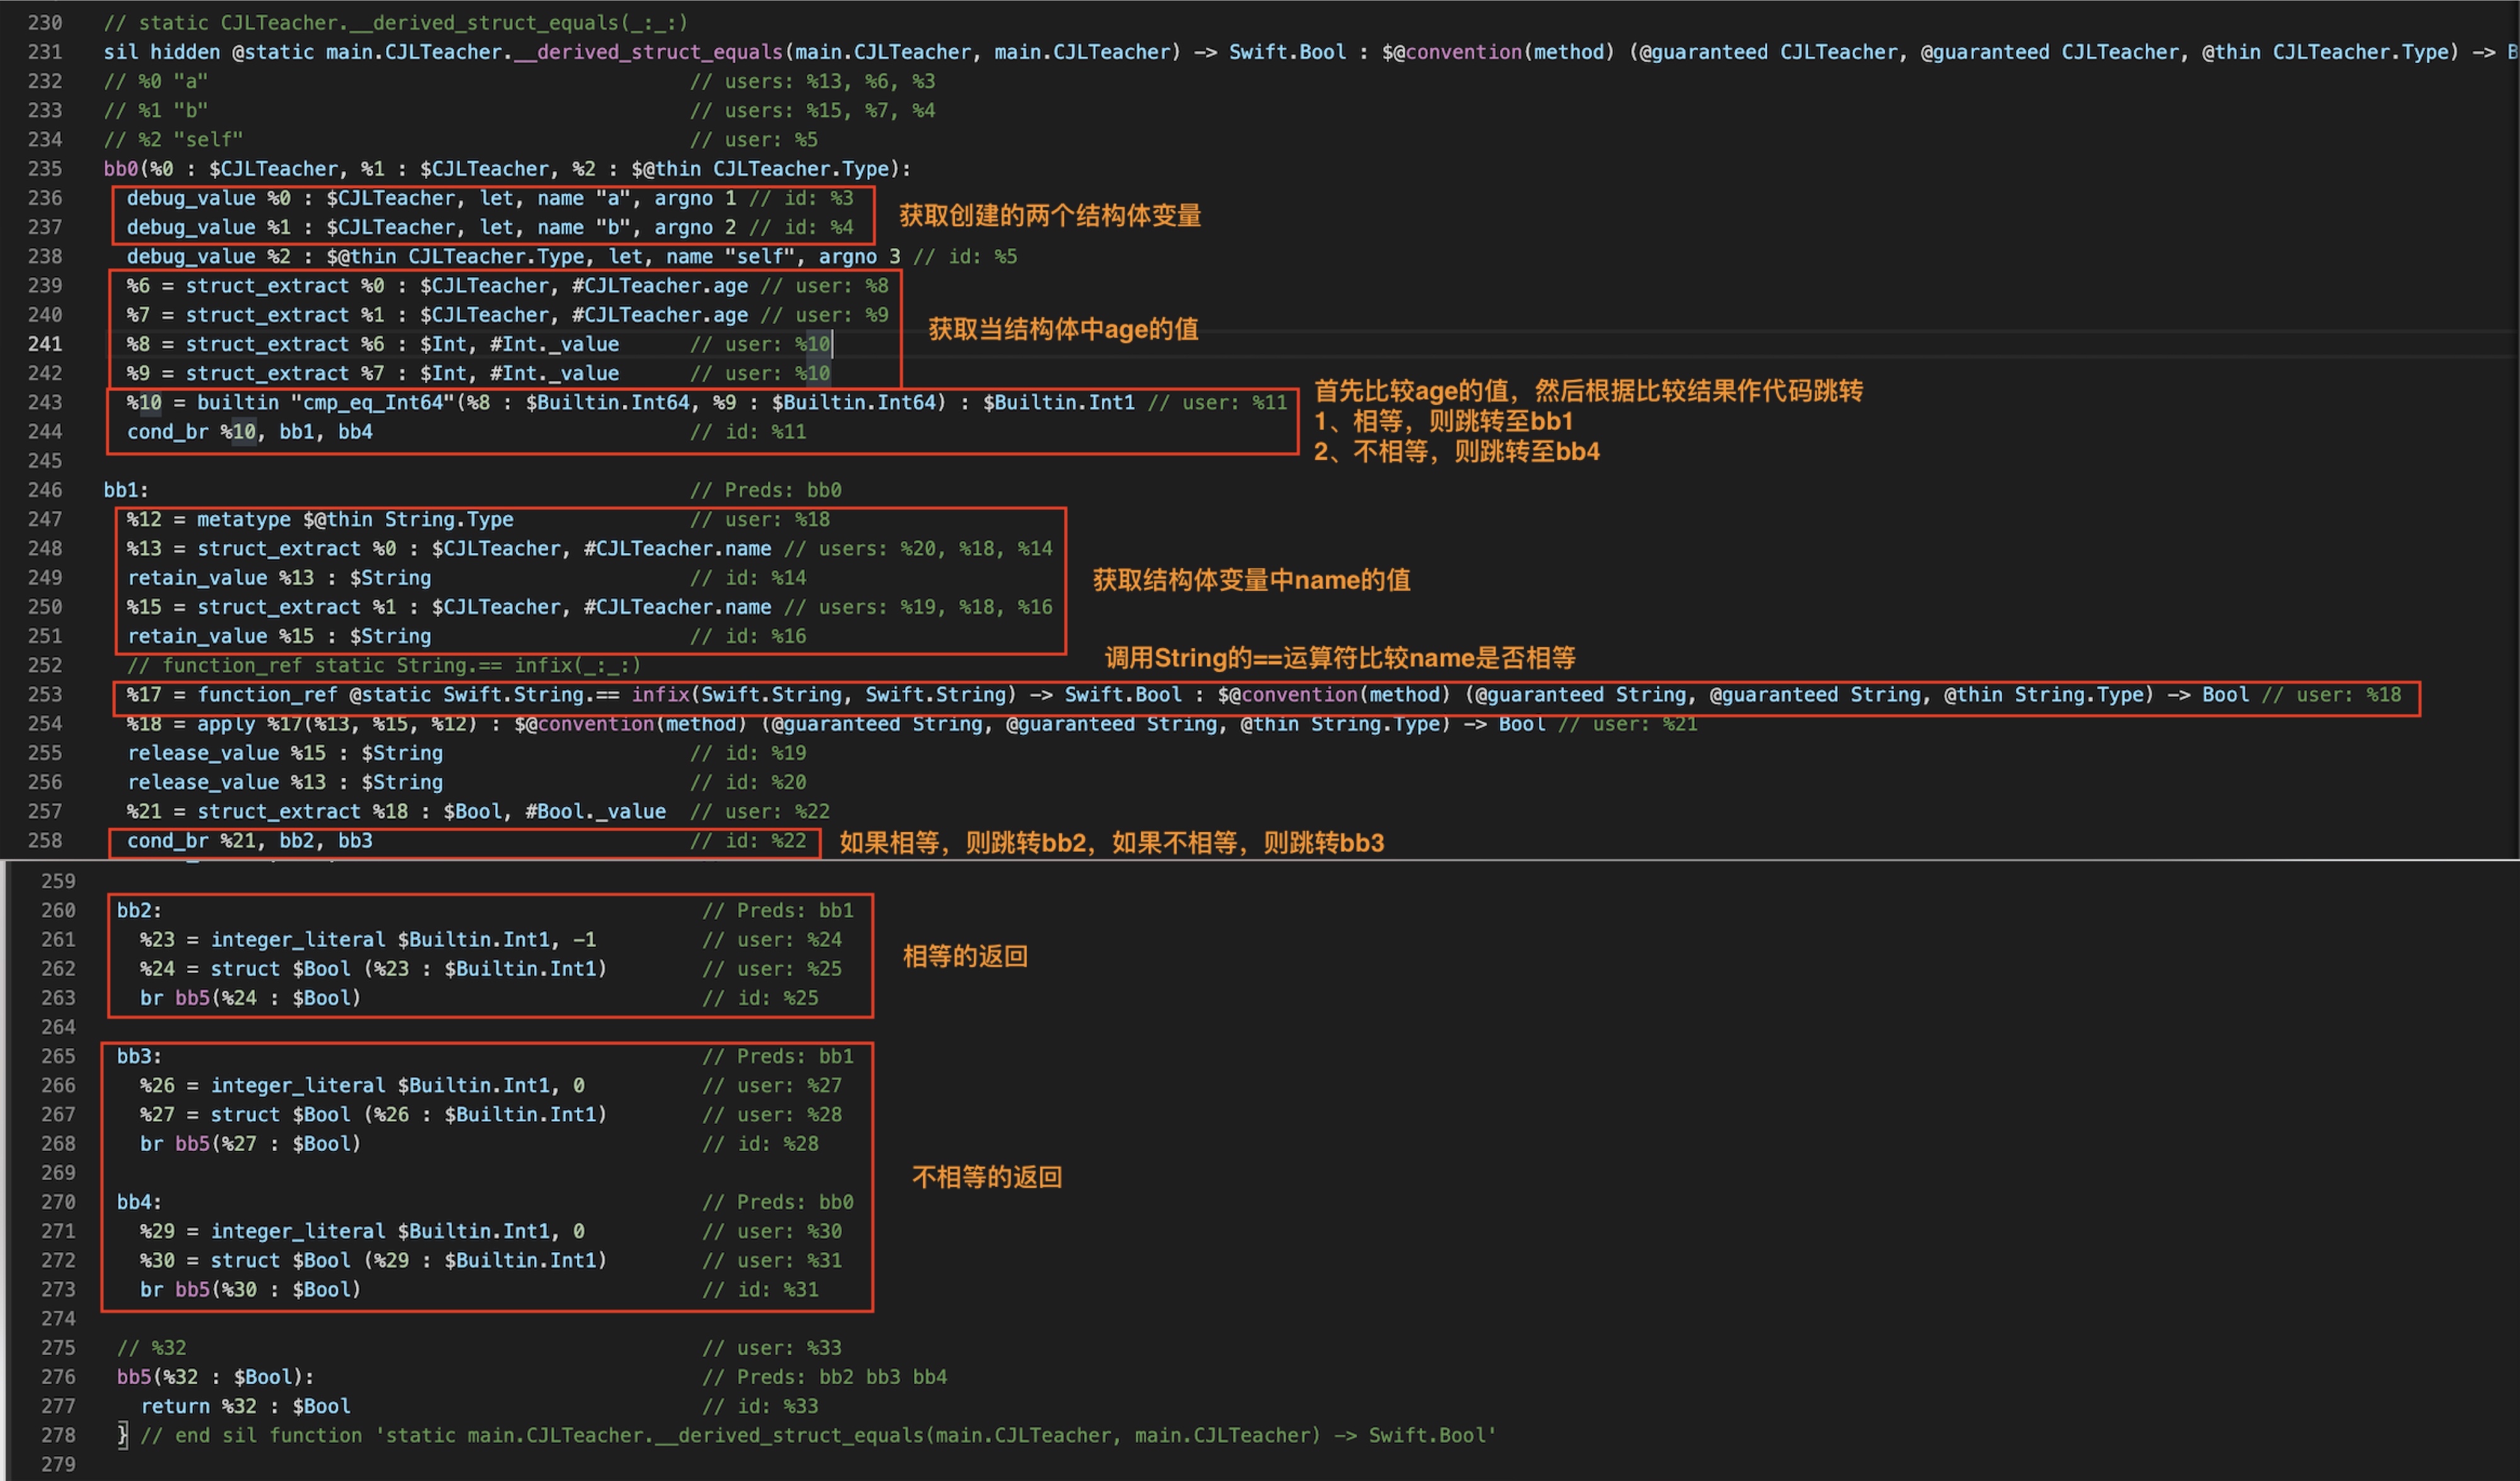 230 // static CJLTeacher.__derived_struct_equals(_:_:)
231 sil hidden @static main.CJLTeacher.__derived_struct_equals(main.CJLTeacher, main.CJLTeacher) -> Swift.Bool : $@convention(method) (@guaranteed CJLTeacher, @guaranteed CJLTeacher, @thin CJLTeacher.Type) -> B
232 // %0 "a" // users: %13, %6, %3
233 // %1 "b" // users: %15, %7, %4
234 // %2 "self" // user: %5
235 bb0(%0 : $CJLTeacher, %1 : $CJLTeacher, %2 : $@thin CJLTeacher.Type):
236 debug_value %0 : $CJLTeacher, let, name "a", argno 1 // id: %3
获取创建的两个结构体变量
237 debug_value %1 : $CJLTeacher, let, name "b", argno 2 // id: %4
238 debug_value %2 : $@thin CJLTeacher.Type, let, name "self", argno 3 // id: %5
239 %6 = struct_extract %0 : $CJLTeacher, #CJLTeacher.age // user: %8
240 %7 = struct_extract %1 : $CJLTeacher, #CJLTeacher.age // user: %9
获取当结构体中age的值
241 %8 = struct_extract %6 : $Int, #Int._value // user: %10
242 %9 = struct_extract %7 : $Int, #Int._value // user: %10
首先比较age的值，然后根据比较结果作代码跳转
243 %10 = builtin "cmp_eq_Int64"(%8 : $Builtin.Int64, %9 : $Builtin.Int64) : $Builtin.Int1 // user: %11
1、相等，则跳转至bb1
244 cond_br %10, bb1, bb4 // id: %11
2、不相等，则跳转至bb4
245
246 bb1: // Preds: bb0
247 %12 = metatype $@thin String.Type // user: %18
248 %13 = struct_extract %0 : $CJLTeacher, #CJLTeacher.name // users: %20, %18, %14
249 retain_value %13 : $String // id: %14
获取结构体变量中name的值
250 %15 = struct_extract %1 : $CJLTeacher, #CJLTeacher.name // users: %19, %18, %16
251 retain_value %15 : $String // id: %16
调用String的==运算符比较name是否相等
252 // function_ref static String.== infix(_:_:)
253 %17 = function_ref @static Swift.String.== infix(Swift.String, Swift.String) -> Swift.Bool : $@convention(method) (@guaranteed String, @guaranteed String, @thin String.Type) -> Bool // user: %18
254 %18 = apply %17(%13, %15, %12) : $@convention(method) (@guaranteed String, @guaranteed String, @thin String.Type) -> Bool // user: %21
255 release_value %15 : $String // id: %19
256 release_value %13 : $String // id: %20
257 %21 = struct_extract %18 : $Bool, #Bool._value // user: %22
258 cond_br %21, bb2, bb3 // id: %22
如果相等，则跳转bb2，如果不相等，则跳转bb3
259
260 bb2: // Preds: bb1
261 %23 = integer_literal $Builtin.Int1, -1 // user: %24
相等的返回
262 %24 = struct $Bool (%23 : $Builtin.Int1) // user: %25
263 br bb5(%24 : $Bool) // id: %25
264
265 bb3: // Preds: bb1
266 %26 = integer_literal $Builtin.Int1, 0 // user: %27
267 %27 = struct $Bool (%26 : $Builtin.Int1) // user: %28
268 br bb5(%27 : $Bool) // id: %28
269
不相等的返回
270 bb4: // Preds: bb0
271 %29 = integer_literal $Builtin.Int1, 0 // user: %30
272 %30 = struct $Bool (%29 : $Builtin.Int1) // user: %31
273 br bb5(%30 : $Bool) // id: %31
274
275 // %32 // user: %33
276 bb5(%32 : $Bool): // Preds: bb2 bb3 bb4
277 return %32 : $Bool // id: %33
278 } // end sil function 'static main.CJLTeacher.__derived_struct_equals(main.CJLTeacher, main.CJLTeacher) -> Swift.Bool'
279